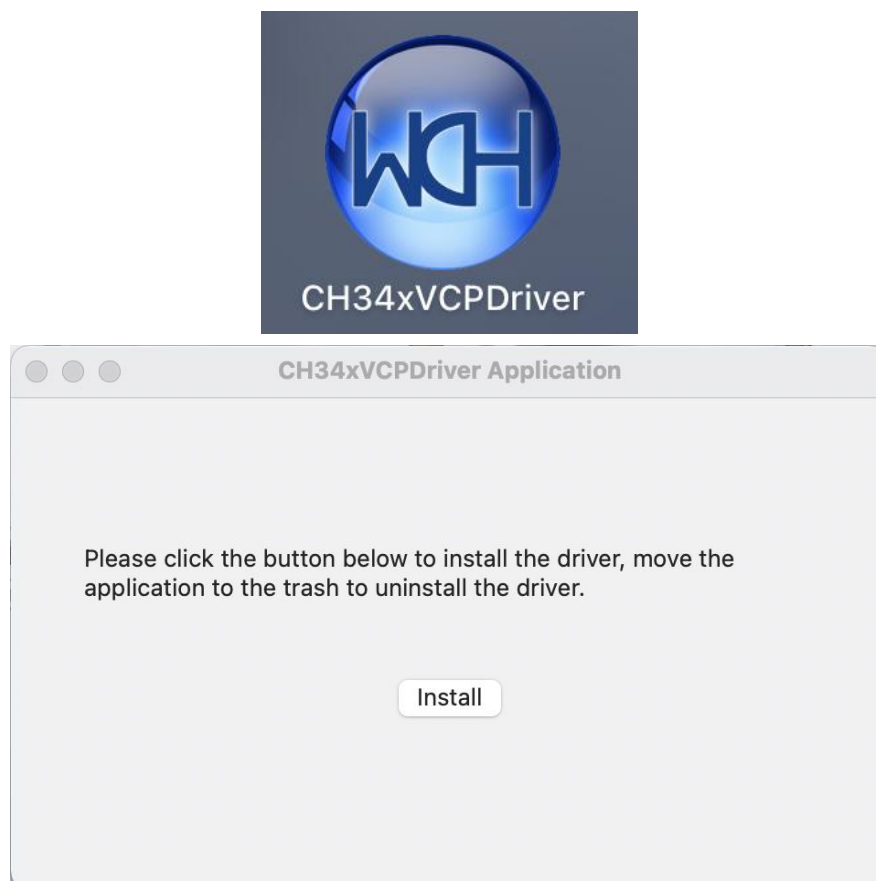 WCH
CH34xVCPDriver
CH34xVCPDriver Application
Please click the button below to install the driver, move the
application to the trash to uninstall the driver.
Install